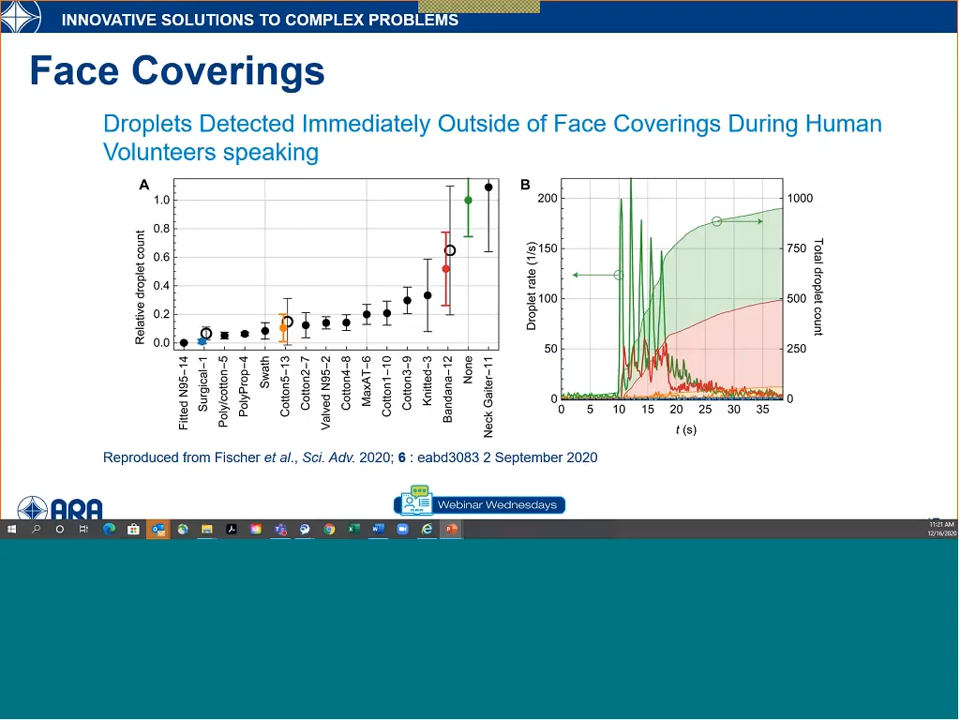 INNOVATIVE SOLUTIONS TO COMPLEX PROBLEMS
Face Coverings
Droplets Detected Immediately Outside of Face Coverings During Human
Volunteers speaking
A
Relative droplet count
1.0
0.8
0.6
0.4
0.2
0.0
Fitted N95–14
Surgical–1
Poly/cotton–5
PolyProp–4
Swath
Cotton5–13
Cotton2–7
Valved N95–2
Cotton4–8
MaxAT–6
Cotton1–10
Cotton3–9
Knitted–3
Bandana–12
None
Neck Gaiter–11
B
Droplet rate (1/s)
200
150
100
50
0
1000
750
500
250
0
Total droplet count
0 5 10 15 20 25 30 35
t (s)
Reproduced from Fischer et al., Sci. Adv. 2020; 6 : eabd3083 2 September 2020
ARA
Webinar Wednesdays
11:21 AM
12/16/2020